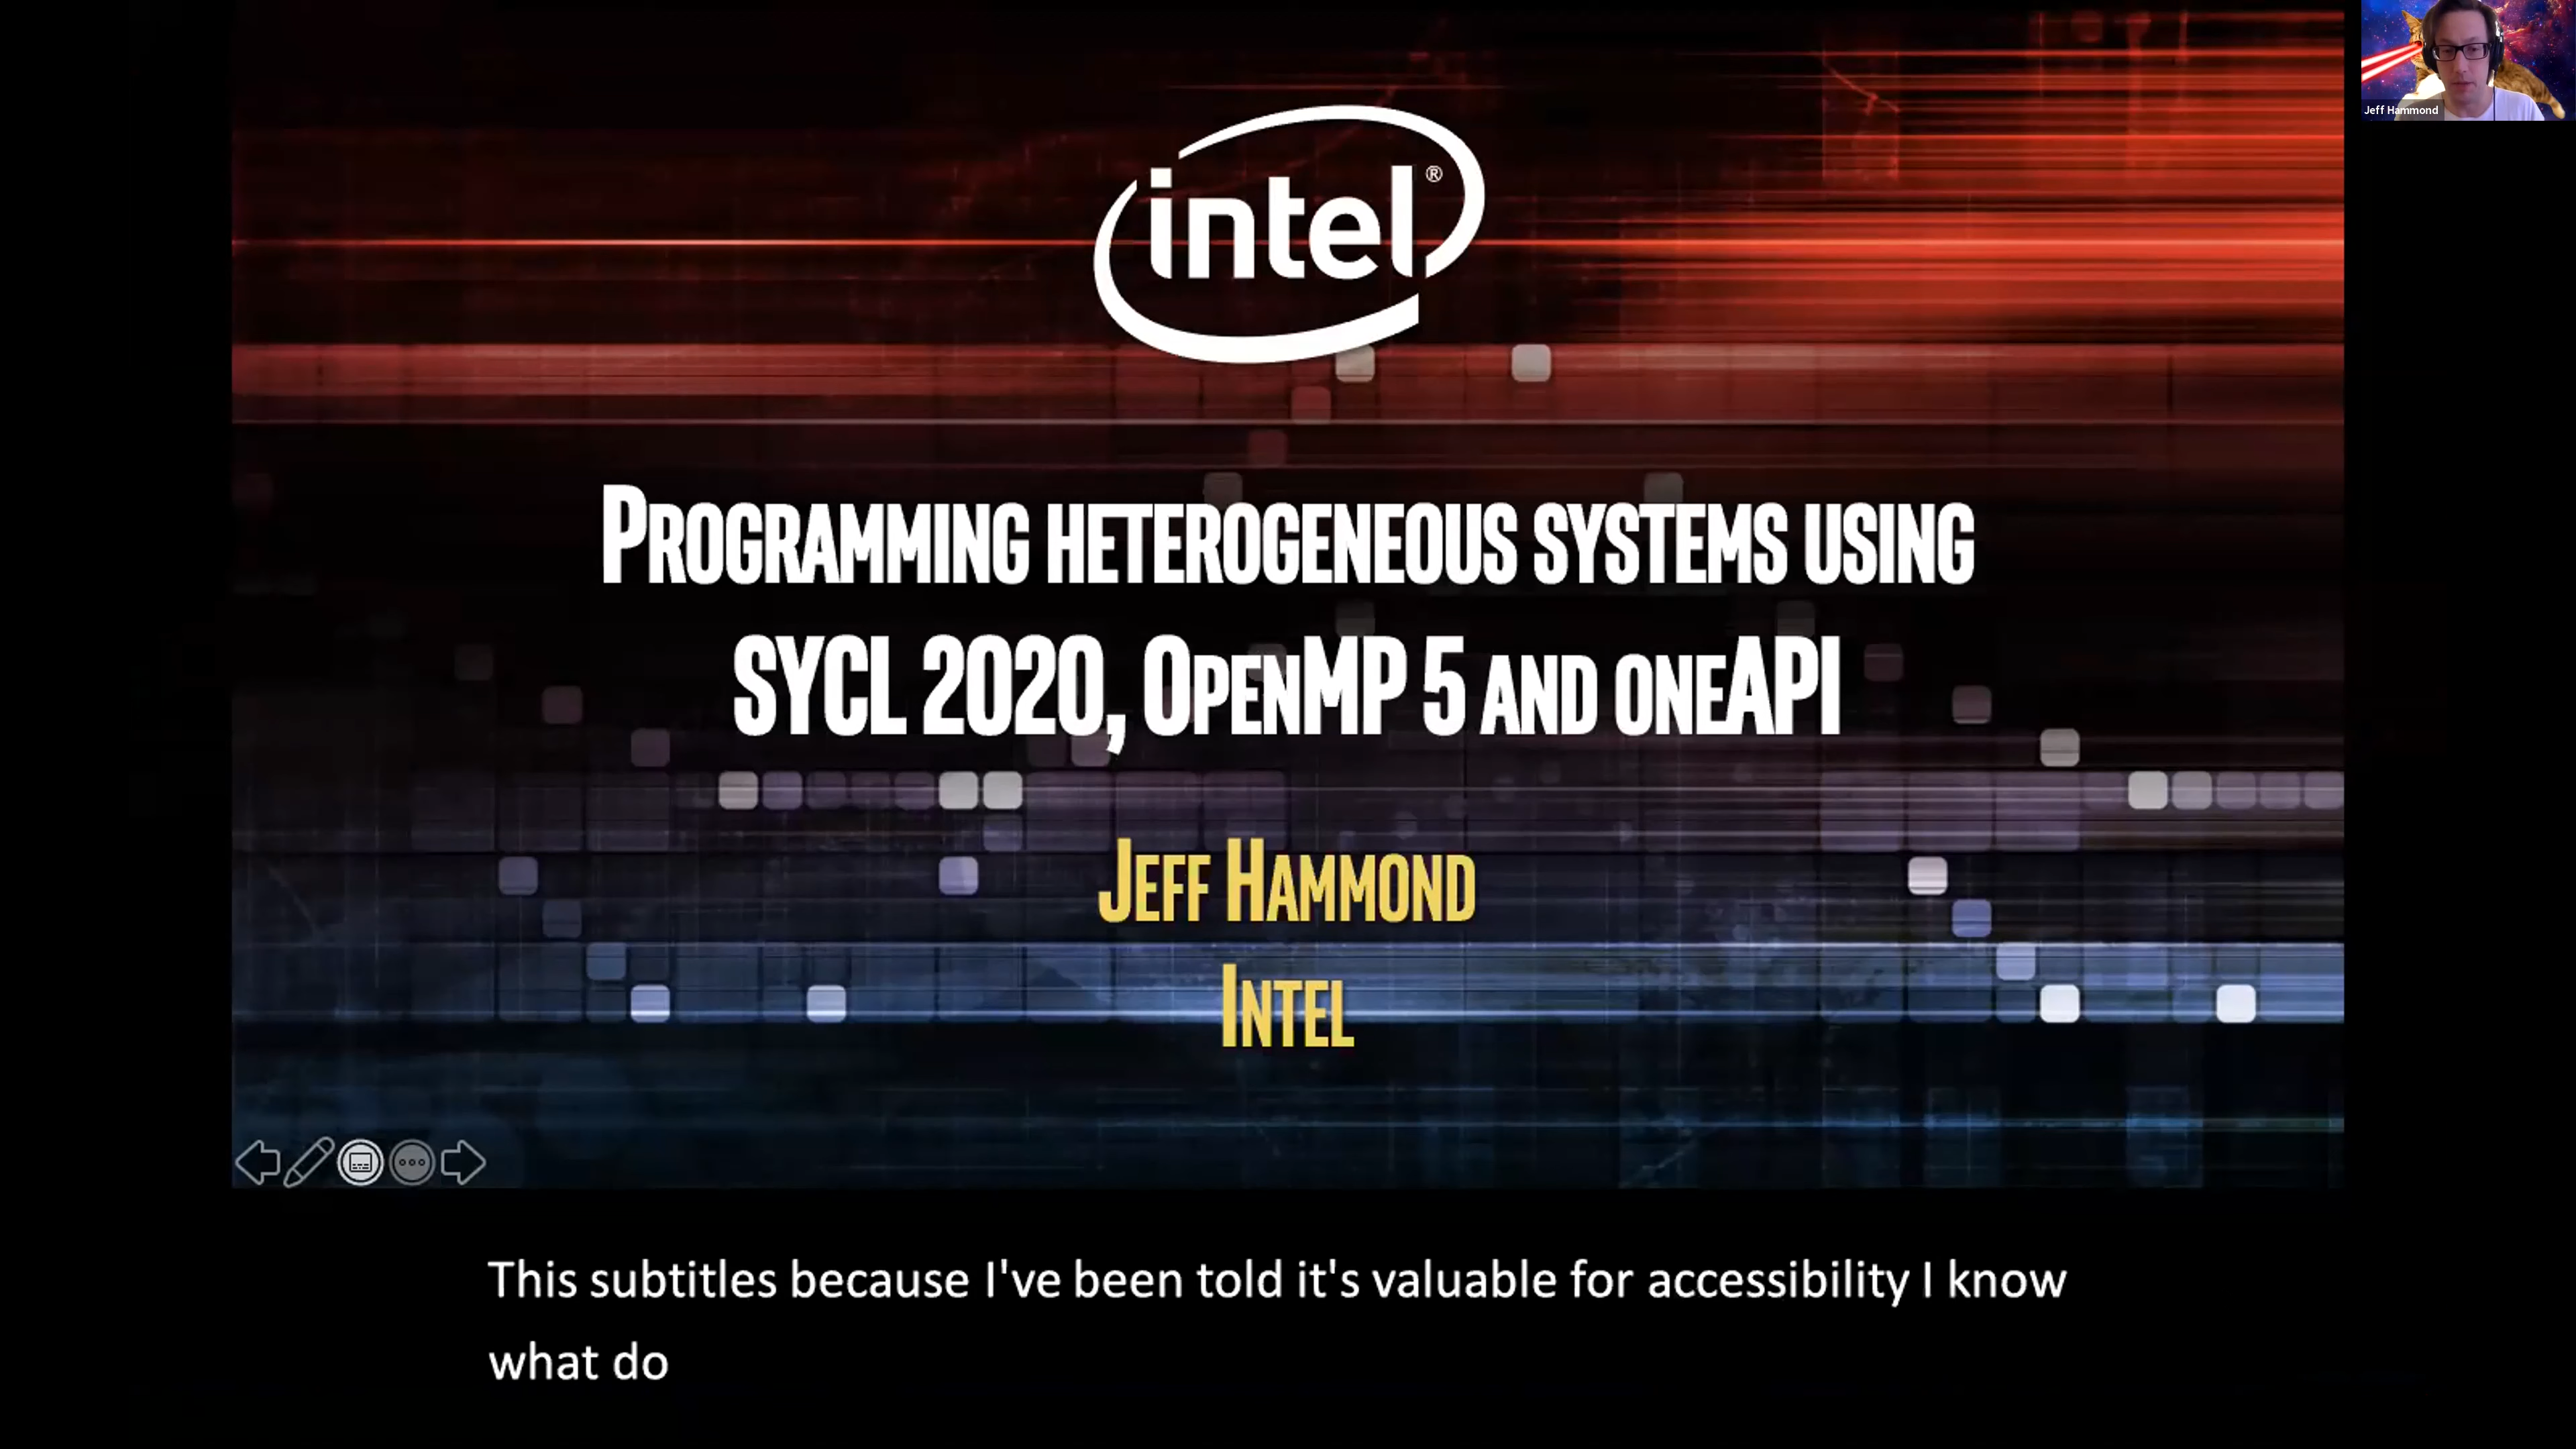 Jeff Hammond
intel®
PROGRAMMING HETEROGENEOUS SYSTEMS USING
SYCL 2020, OPENMP 5 AND ONEAPI
JEFF HAMMOND
INTEL
This subtitles because I've been told it's valuable for accessibility I know
what do